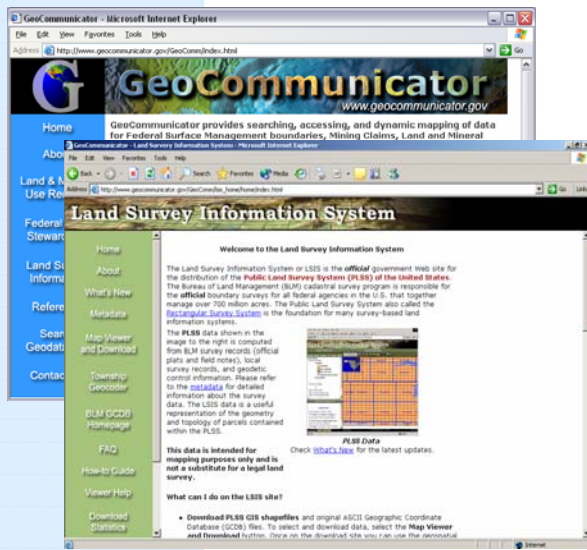 GeoCommunicator - Microsoft Internet Explorer
File Edit View Favorites Tools Help
Address http://www.geocommunicator.gov/GeoComm/index.html Go
GeoCommunicator
www.geocommunicator.gov
Home
GeoCommunicator provides searching, accessing, and dynamic mapping of data
for Federal Surface Management boundaries, Mining Claims, Land and Mineral
Abo
Land & M
Use Re
Federal
Steward
Land Su
Informa
Refere
Sear
Geodat
Contac
GeoCommunicator - Land Survey Information System - Microsoft Internet Explorer
File Edit View Favorites Tools Help
Back Search Favorites Media
Address http://www.geocommunicator.gov/GeoComm/lsis_home/home/index.html Go Links
Land Survey Information System
Home
About
What's New
Metadata
Map Viewer
and Download
Township
Geocoder
BLM GCDB
Homepage
FAQ
How-to Guide
Viewer Help
Download
Statistics
Welcome to the Land Survey Information System
The Land Survey Information System or LSIS is the official government Web site for
the distribution of the Public Land Survey System (PLSS) of the United States.
The Bureau of Land Management (BLM) cadastral survey program is responsible for
the official boundary surveys for all federal agencies in the U.S. that together
manage over 700 million acres. The Public Land Survey System also called the
Rectangular Survey System is the foundation for many survey-based land
information systems.
The PLSS data shown in the
image to the right is computed
from BLM survey records (official
plats and field notes), local
survey records, and geodetic
control information. Please refer
to the metadata for detailed
information about the survey
data. The LSIS data is a useful
representation of the geometry
and topology of parcels contained
within the PLSS.
PLSS Data
Check What's New for the latest updates.
This data is intended for
mapping purposes only and is
not a substitute for a legal land
survey.
What can I do on the LSIS site?
• Download PLSS GIS shapefiles and original ASCII Geographic Coordinate
Database (GCDB) files. To select and download data, select the Map Viewer
and Download button. Once on the download site you can use the geospatial
Internet